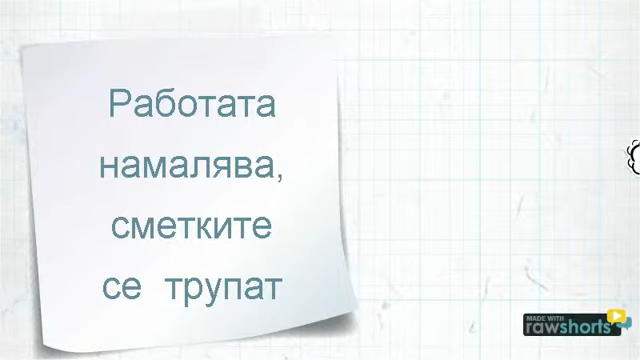 Работата
намалява,
сметките
се трупат
MADE WITH
rawshorts